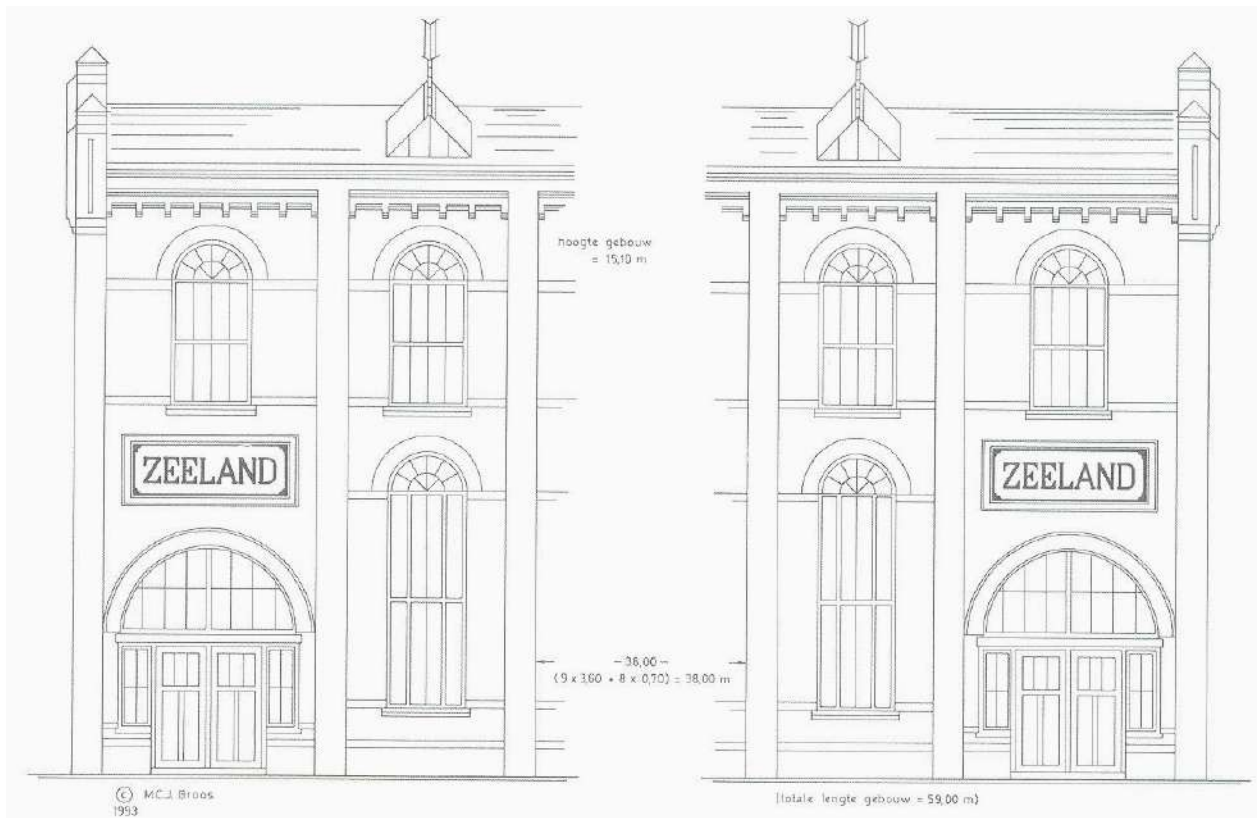 hoogte gebouw
= 15,10 m
ZEELAND
ZEELAND
– 38,00 –
(9 x 3,60 + 8 x 0,70) = 38,00 m
© M.C.J. Broos
1993
(totale lengte gebouw = 59,00 m)